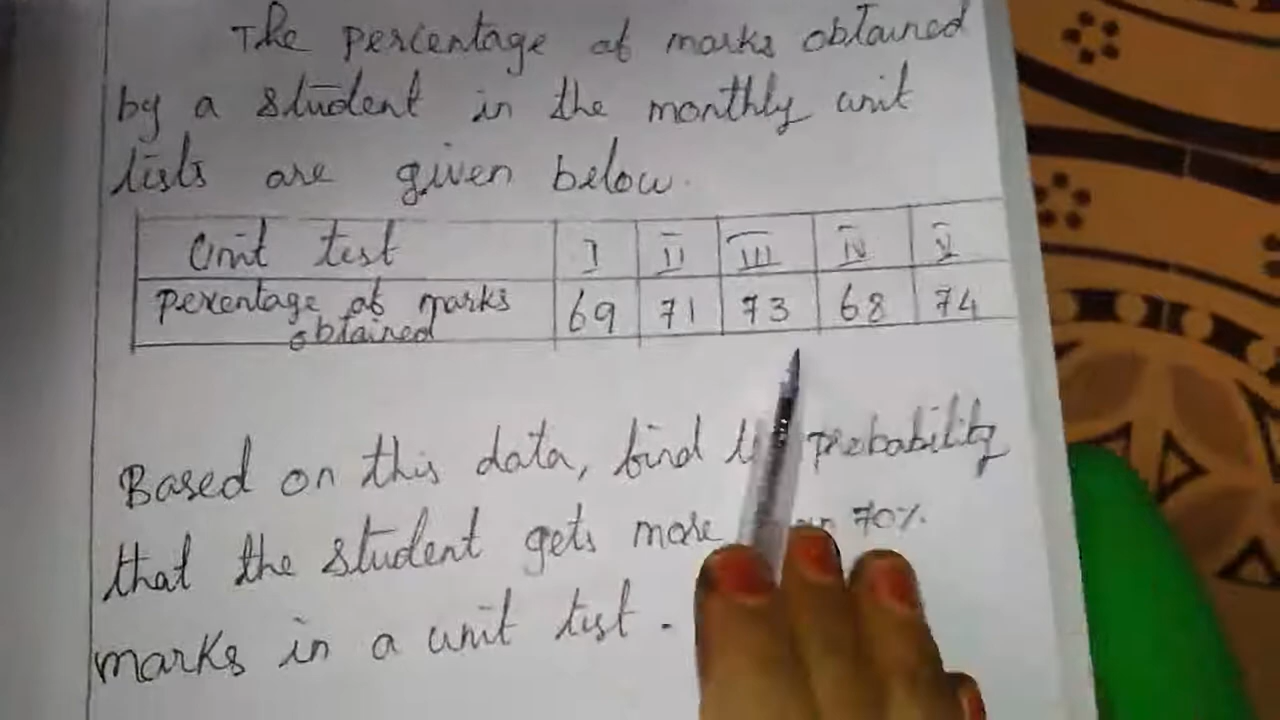 The percentage of marks obtained
by a student in the monthly unit
tests are given below.
Unit test I II III IV V
Percentage of marks obtained 69 71 73 68 74
Based on this data, find probability
that the student gets more 70%
marks in a unit test.